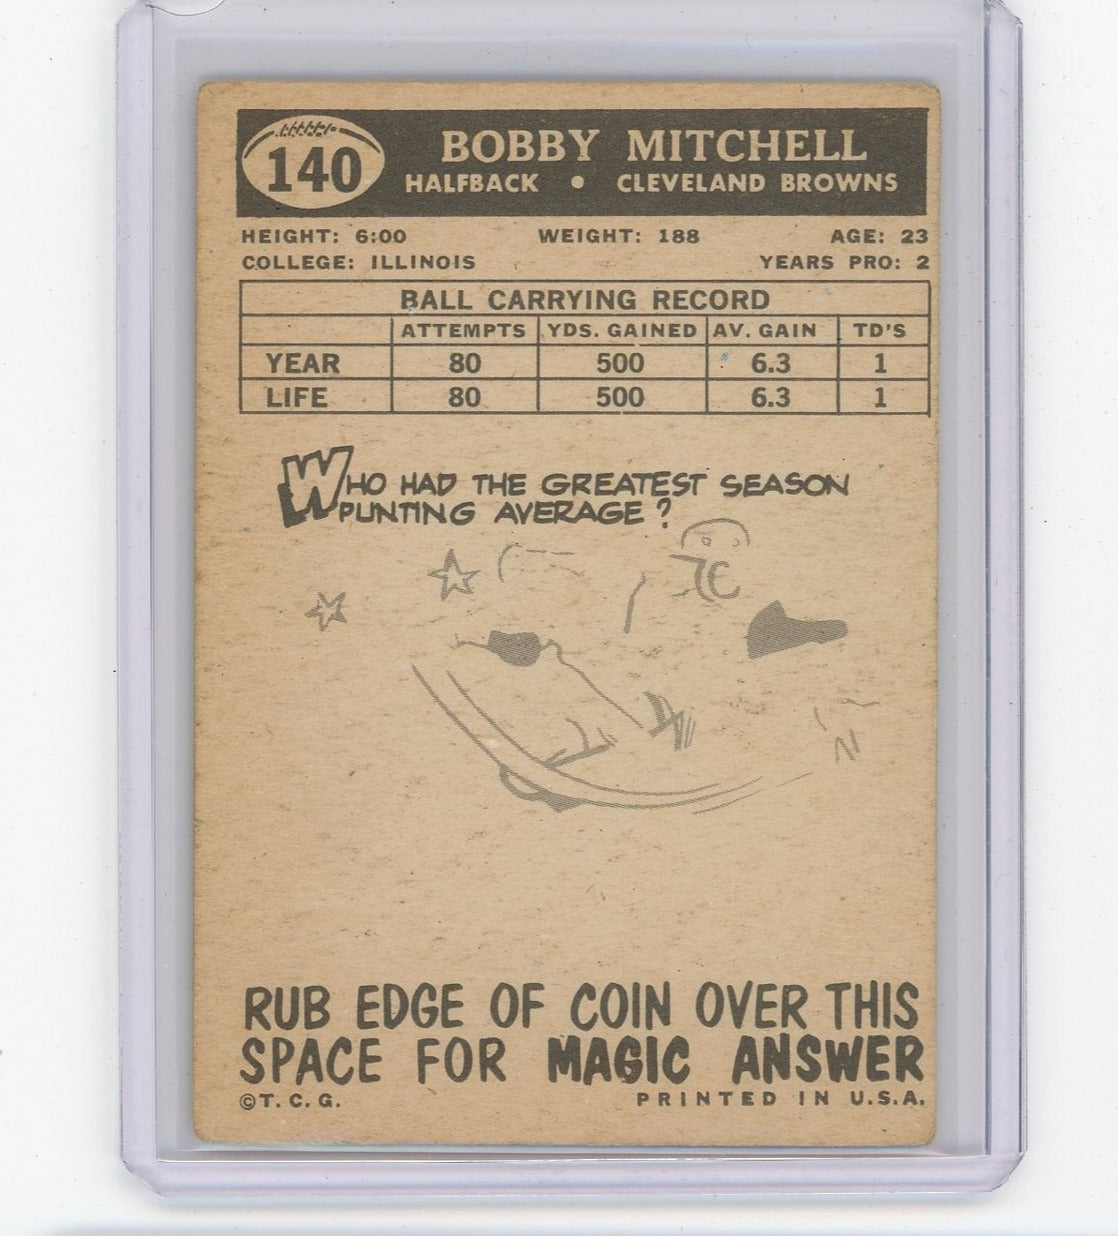 140
BOBBY MITCHELL
HALFBACK • CLEVELAND BROWNS
HEIGHT: 6:00 WEIGHT: 188 AGE: 23
COLLEGE: ILLINOIS YEARS PRO: 2
BALL CARRYING RECORD
ATTEMPTS YDS. GAINED AV. GAIN TD'S
YEAR 80 500 6.3 1
LIFE 80 500 6.3 1
WHO HAD THE GREATEST SEASON
PUNTING AVERAGE?
RUB EDGE OF COIN OVER THIS
SPACE FOR MAGIC ANSWER
©T. C. G. PRINTED IN U.S.A.